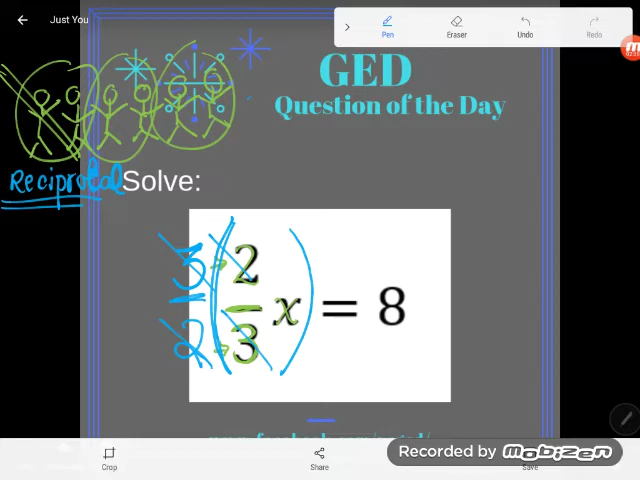 Just You
Pen
Eraser
Undo
Redo
GED
Question of the Day
Reciprocal
Solve:
3/2 (2/3 x) = 8
Crop
Share
Save
Recorded by MOBIZEN